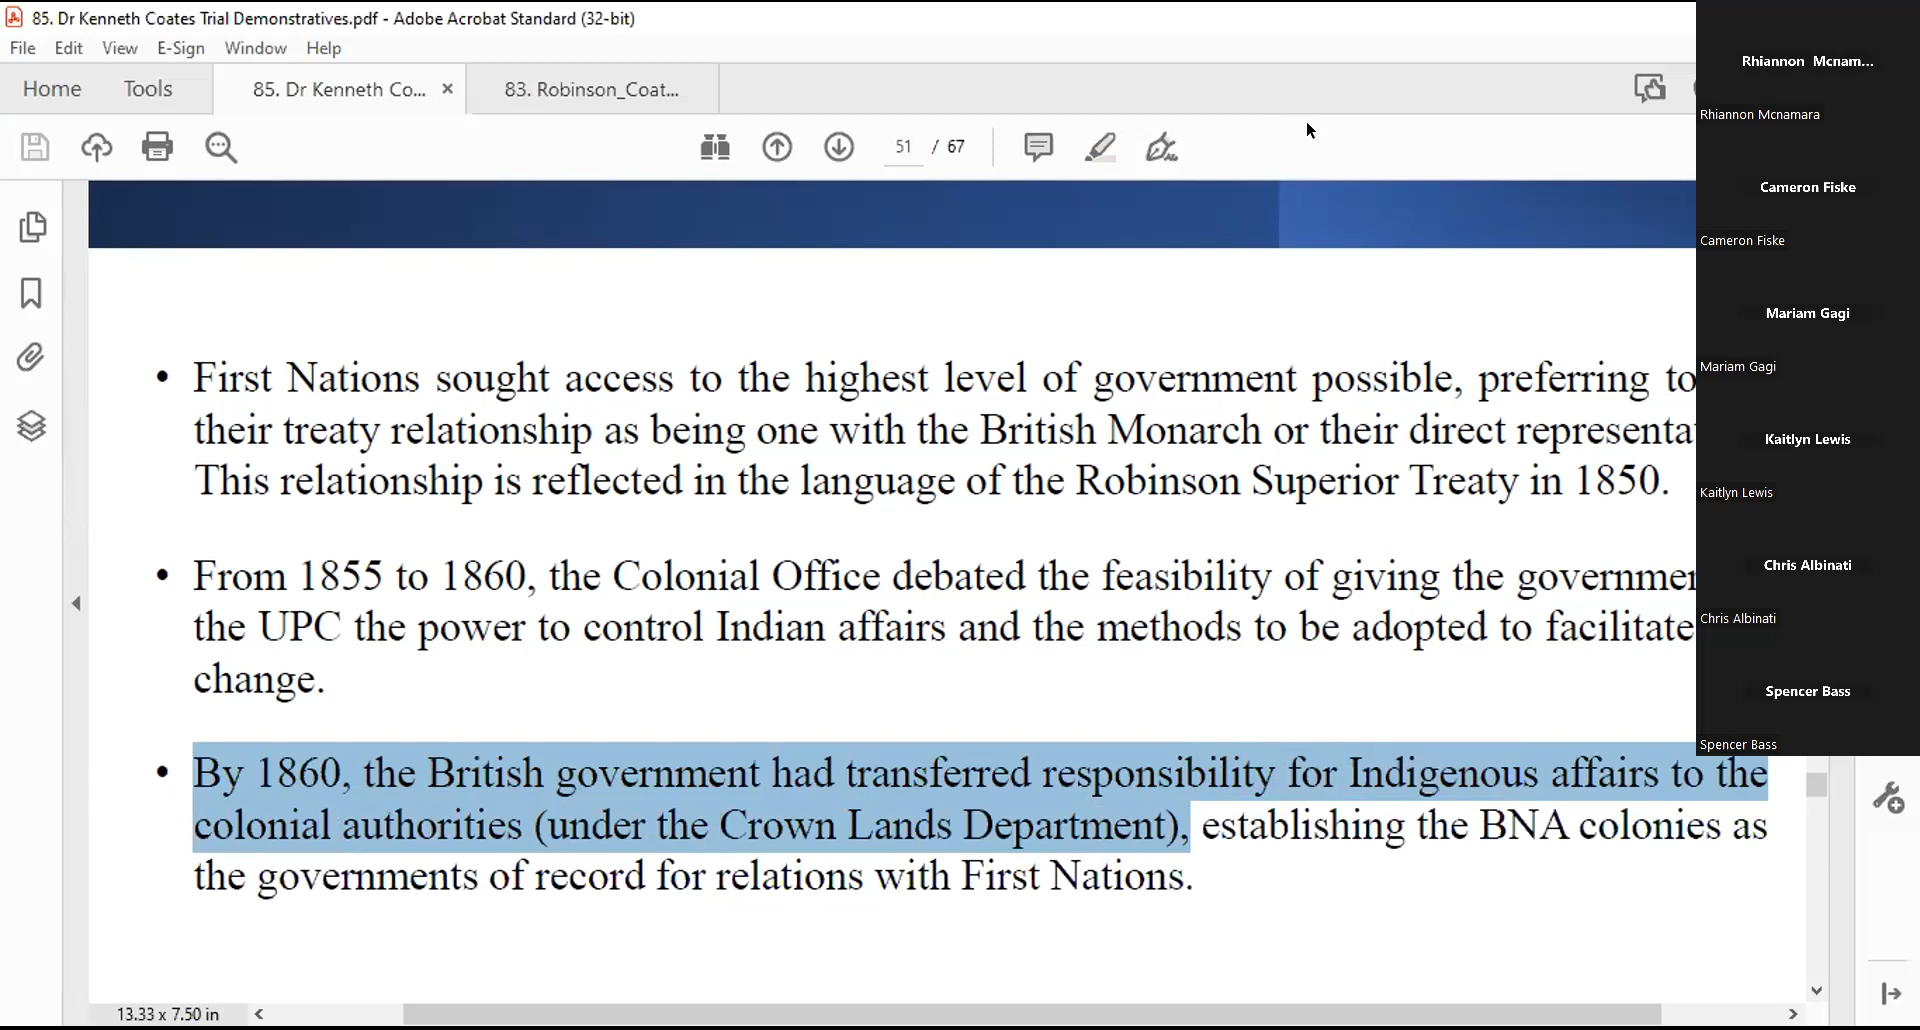 85. Dr Kenneth Coates Trial Demonstratives.pdf - Adobe Acrobat Standard (32-bit)
File Edit View E-Sign Window Help
Home Tools 85. Dr Kenneth Co... × 83. Robinson_Coat...
51 / 67
• First Nations sought access to the highest level of government possible, preferring to
their treaty relationship as being one with the British Monarch or their direct representa
This relationship is reflected in the language of the Robinson Superior Treaty in 1850.
• From 1855 to 1860, the Colonial Office debated the feasibility of giving the governmen
the UPC the power to control Indian affairs and the methods to be adopted to facilitate
change.
• By 1860, the British government had transferred responsibility for Indigenous affairs to the
colonial authorities (under the Crown Lands Department), establishing the BNA colonies as
the governments of record for relations with First Nations.
13.33 x 7.50 in
Rhiannon Mcnam...
Rhiannon Mcnamara
Cameron Fiske
Cameron Fiske
Mariam Gagi
Mariam Gagi
Kaitlyn Lewis
Kaitlyn Lewis
Chris Albinati
Chris Albinati
Spencer Bass
Spencer Bass